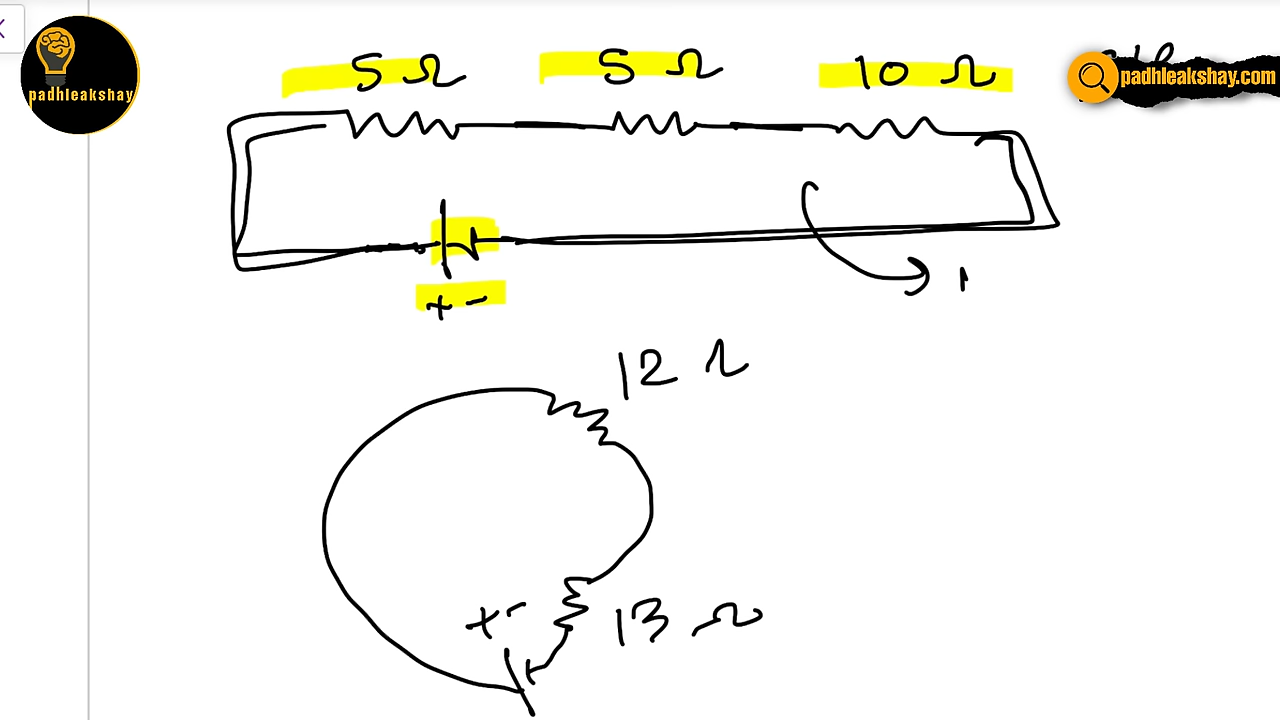 padhleakshay
padhleakshay.com
5 Ω 5 Ω 10 Ω
+ -
12 Ω
+ -
13 Ω